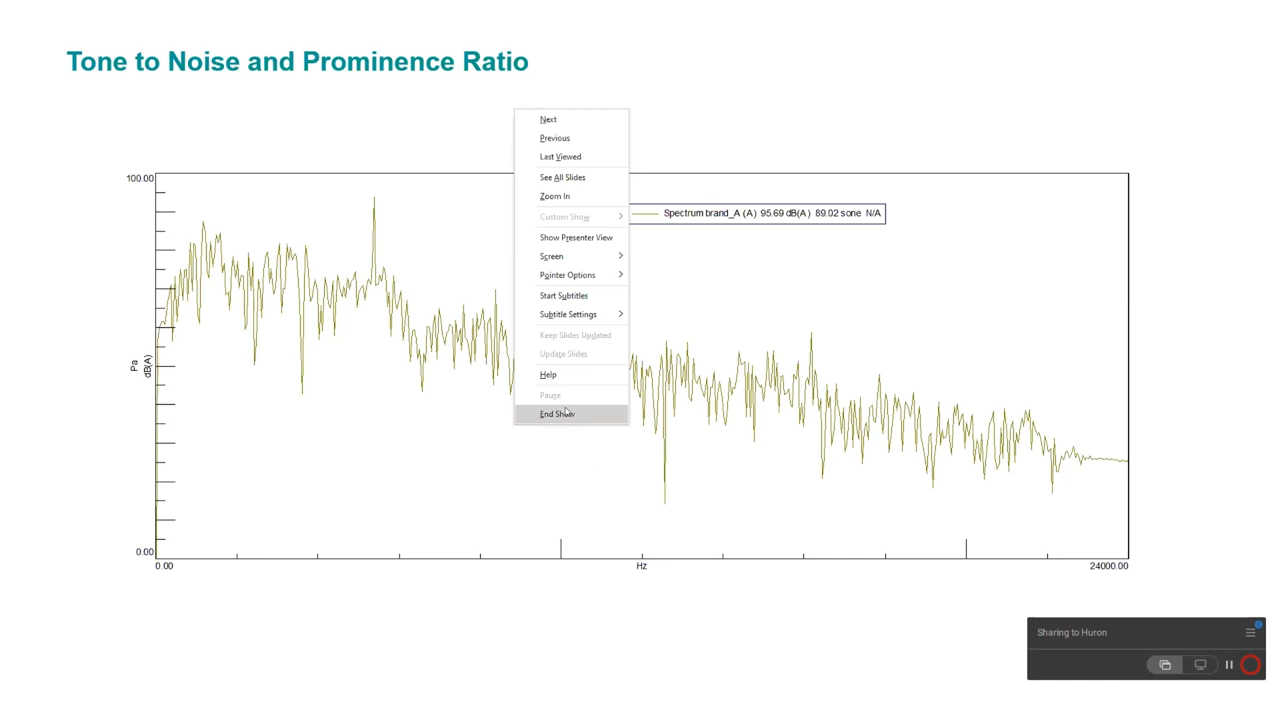 Tone to Noise and Prominence Ratio
Next
Previous
Last Viewed
See All Slides
Zoom In
Custom Show
Show Presenter View
Screen
Pointer Options
Start Subtitles
Subtitle Settings
Keep Slides Updated
Update Slides
Help
Pause
End Show
100.00
Spectrum brand_A (A) 95.69 dB(A) 89.02 sone N/A
Pa
dB(A)
0.00
0.00
Hz
24000.00
Sharing to Huron